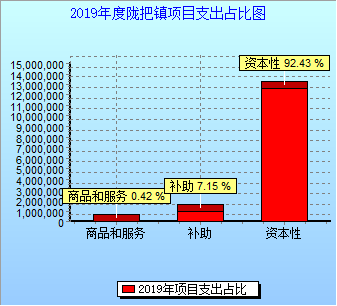 2019年度陇把镇项目支出占比图
资本性 92.43 %
15,000,000
14,000,000
13,000,000
12,000,000
11,000,000
10,000,000
9,000,000
8,000,000
7,000,000
6,000,000
5,000,000
4,000,000
3,000,000
2,000,000
1,000,000
0
补助 7.15 %
商品和服务 0.42 %
商品和服务
补助
资本性
2019年项目支出占比